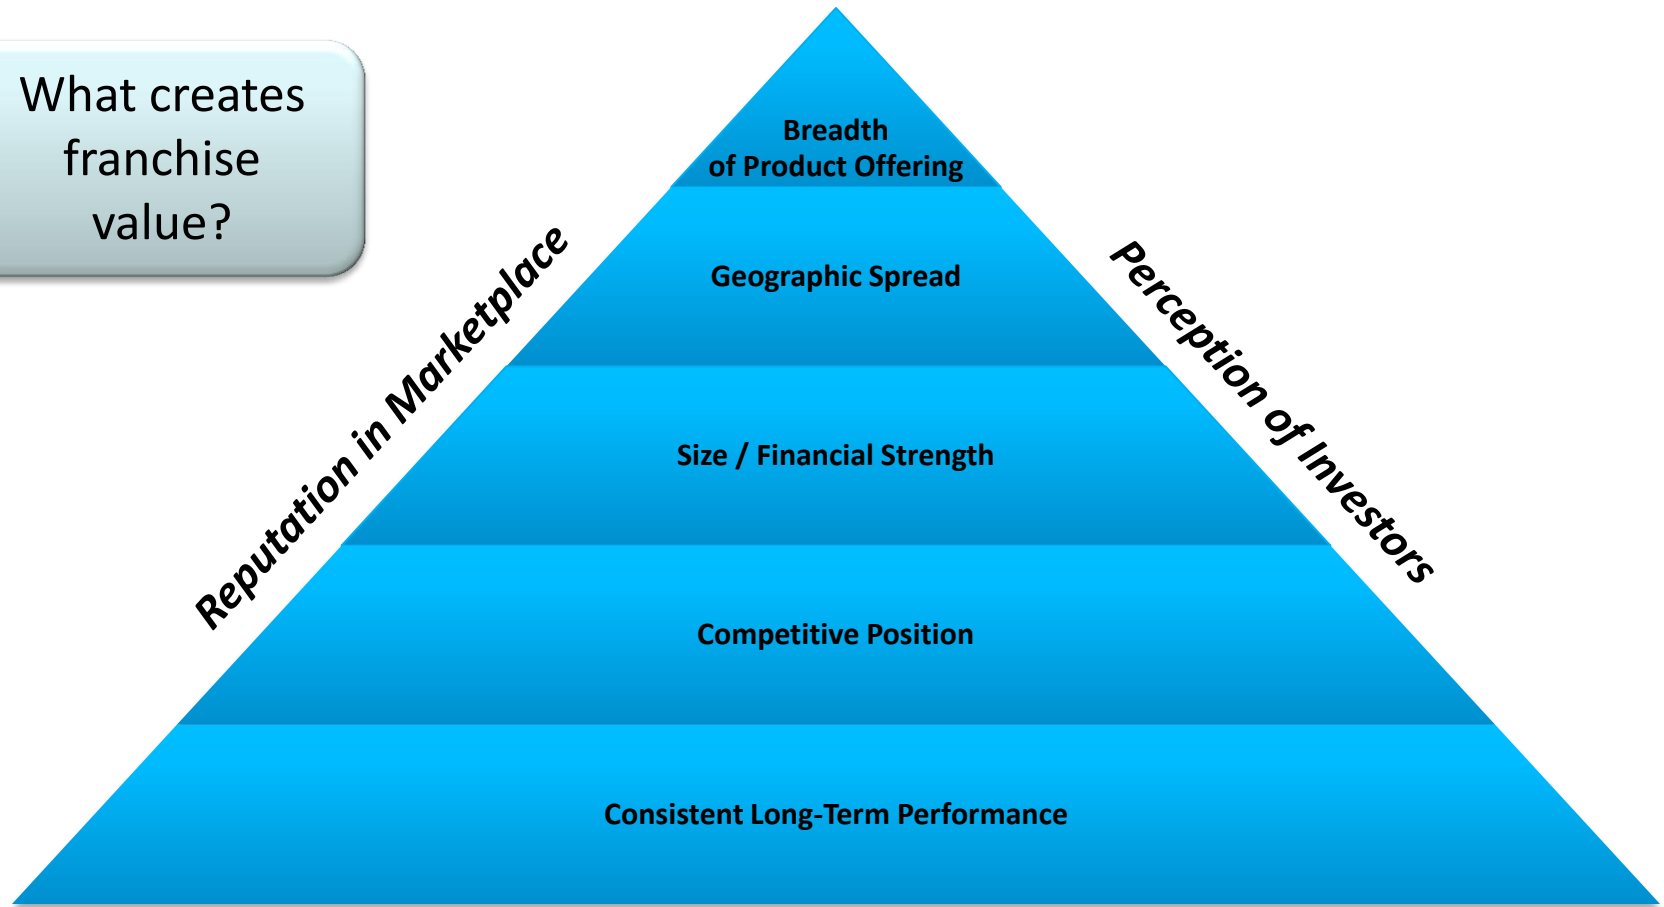 What creates
franchise
value?
Breadth
of Product Offering
Geographic Spread
Size / Financial Strength
Competitive Position
Consistent Long-Term Performance
Reputation in Marketplace
Perception of Investors